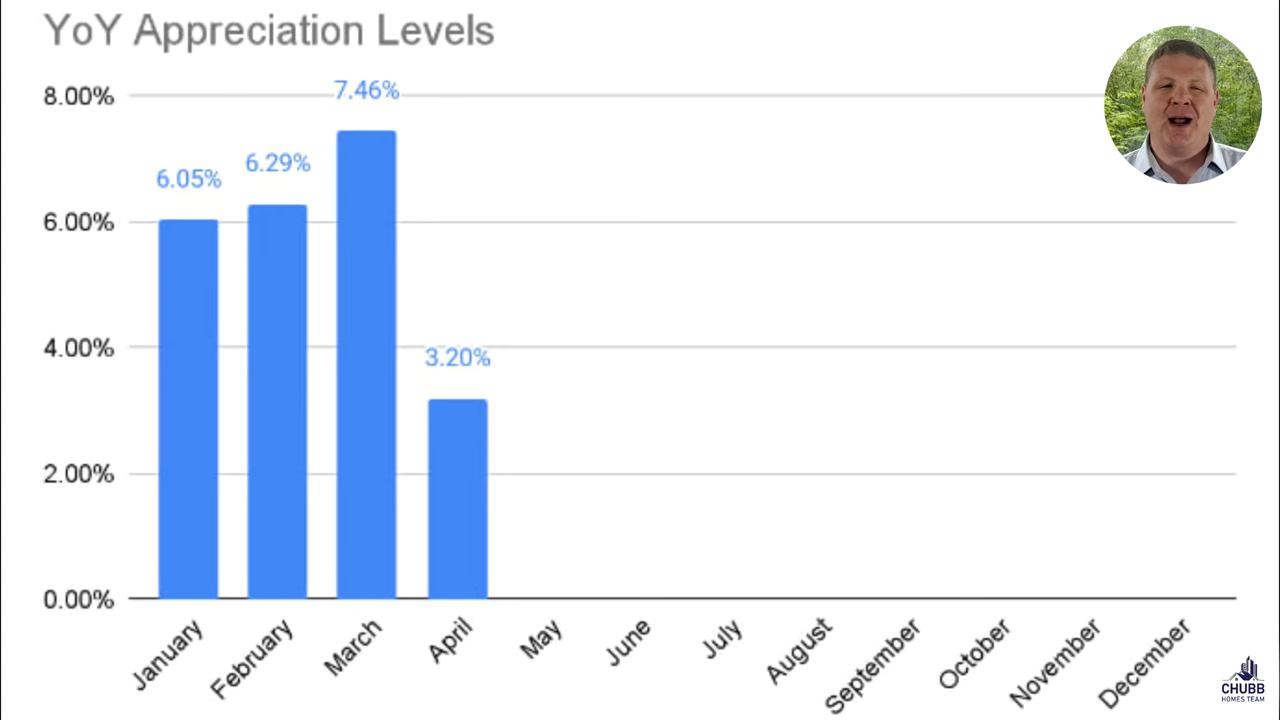 YoY Appreciation Levels
8.00%
6.00%
4.00%
2.00%
0.00%
6.05%
6.29%
7.46%
3.20%
January
February
March
April
May
June
July
August
September
October
November
December
CHUBB
HOMES TEAM